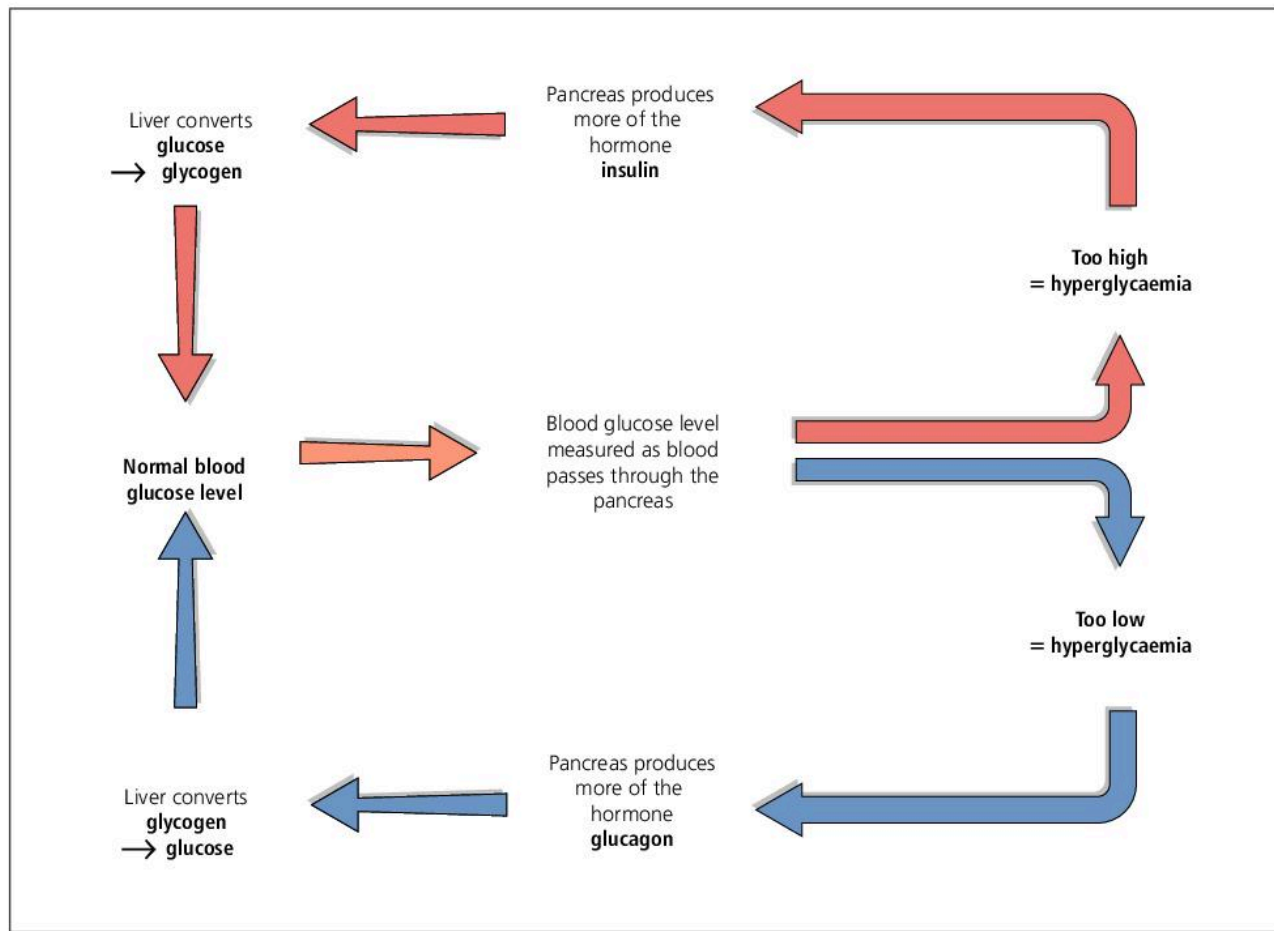 Liver converts
glucose
→ glycogen
Pancreas produces
more of the
hormone
insulin
Too high
= hyperglycaemia
Normal blood
glucose level
Blood glucose level
measured as blood
passes through the
pancreas
Too low
= hyperglycaemia
Liver converts
glycogen
→ glucose
Pancreas produces
more of the
hormone
glucagon